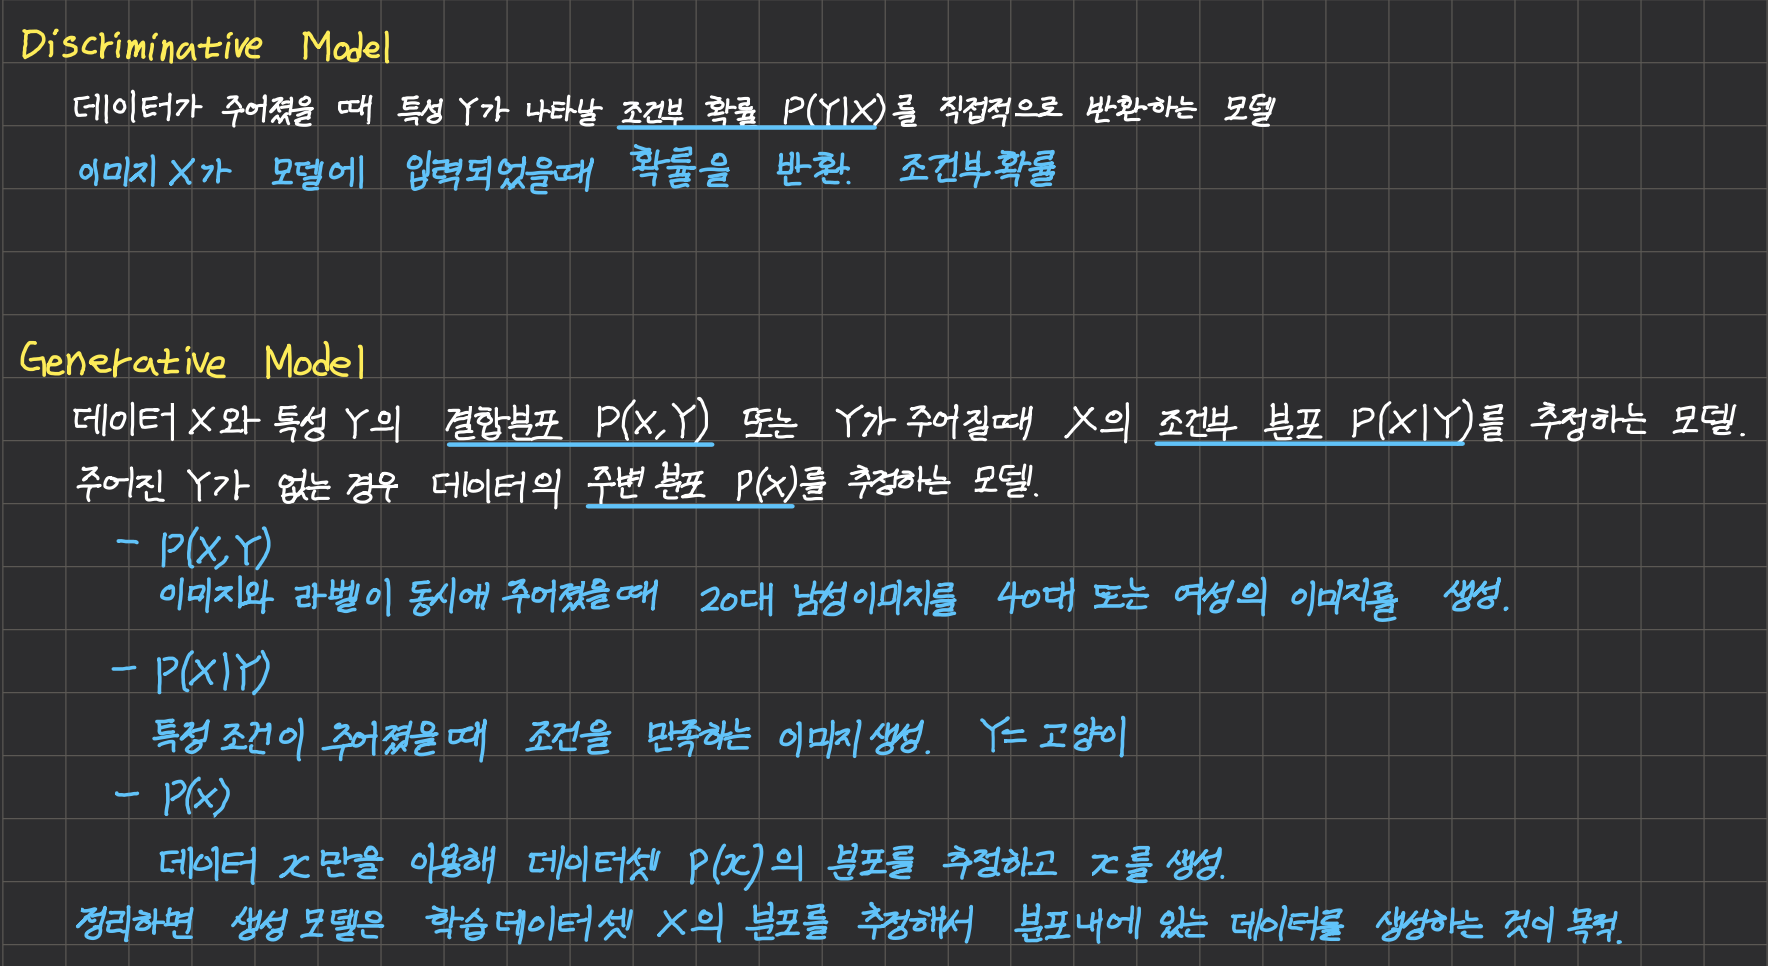 Discriminative Model
데이터가 주어졌을 때 특성 Y가 나타날 조건부 확률 P(Y|X)를 직접적으로 반환하는 모델
이미지 X가 모델에 입력되었을때 확률을 반환. 조건부확률
Generative Model
데이터 X와 특성 Y의 결합분포 P(X,Y) 또는 Y가 주어질때 X의 조건부 분포 P(X|Y)를 추정하는 모델.
주어진 Y가 없는 경우 데이터의 주변 분포 P(X)를 추정하는 모델.
- P(X,Y)
이미지와 라벨이 동시에 주어졌을때 20대 남성이미지를 40대 또는 여성의 이미지를 생성.
- P(X|Y)
특정 조건이 주어졌을때 조건을 만족하는 이미지 생성. Y= 고양이
- P(x)
데이터 x만을 이용해 데이터셋 P(x)의 분포를 추정하고 x를 생성.
정리하면 생성 모델은 학습데이터셋 X의 분포를 추정해서 분포내에 있는 데이터를 생성하는 것이 목적.